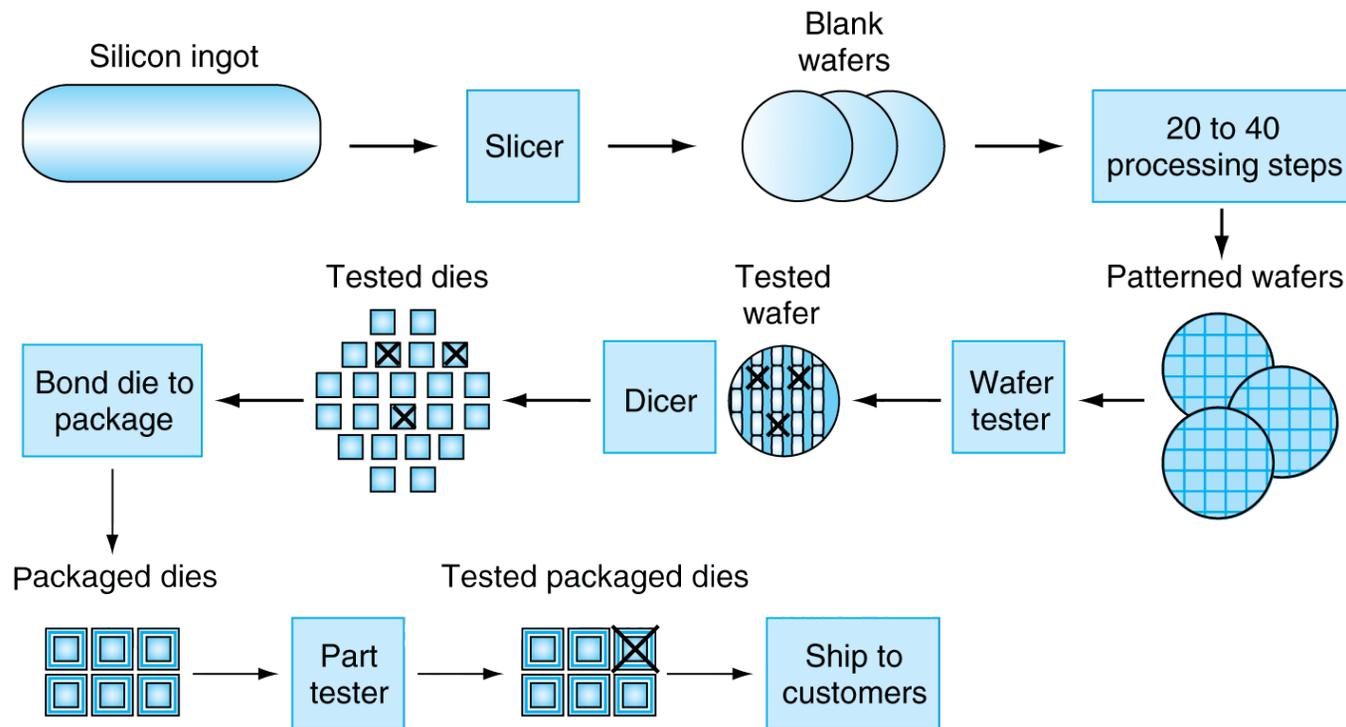 Silicon ingot
Slicer
Blank
wafers
20 to 40
processing steps
Tested dies
Tested
wafer
Patterned wafers
Bond die to
package
Dicer
Wafer
tester
Packaged dies
Tested packaged dies
Part
tester
Ship to
customers